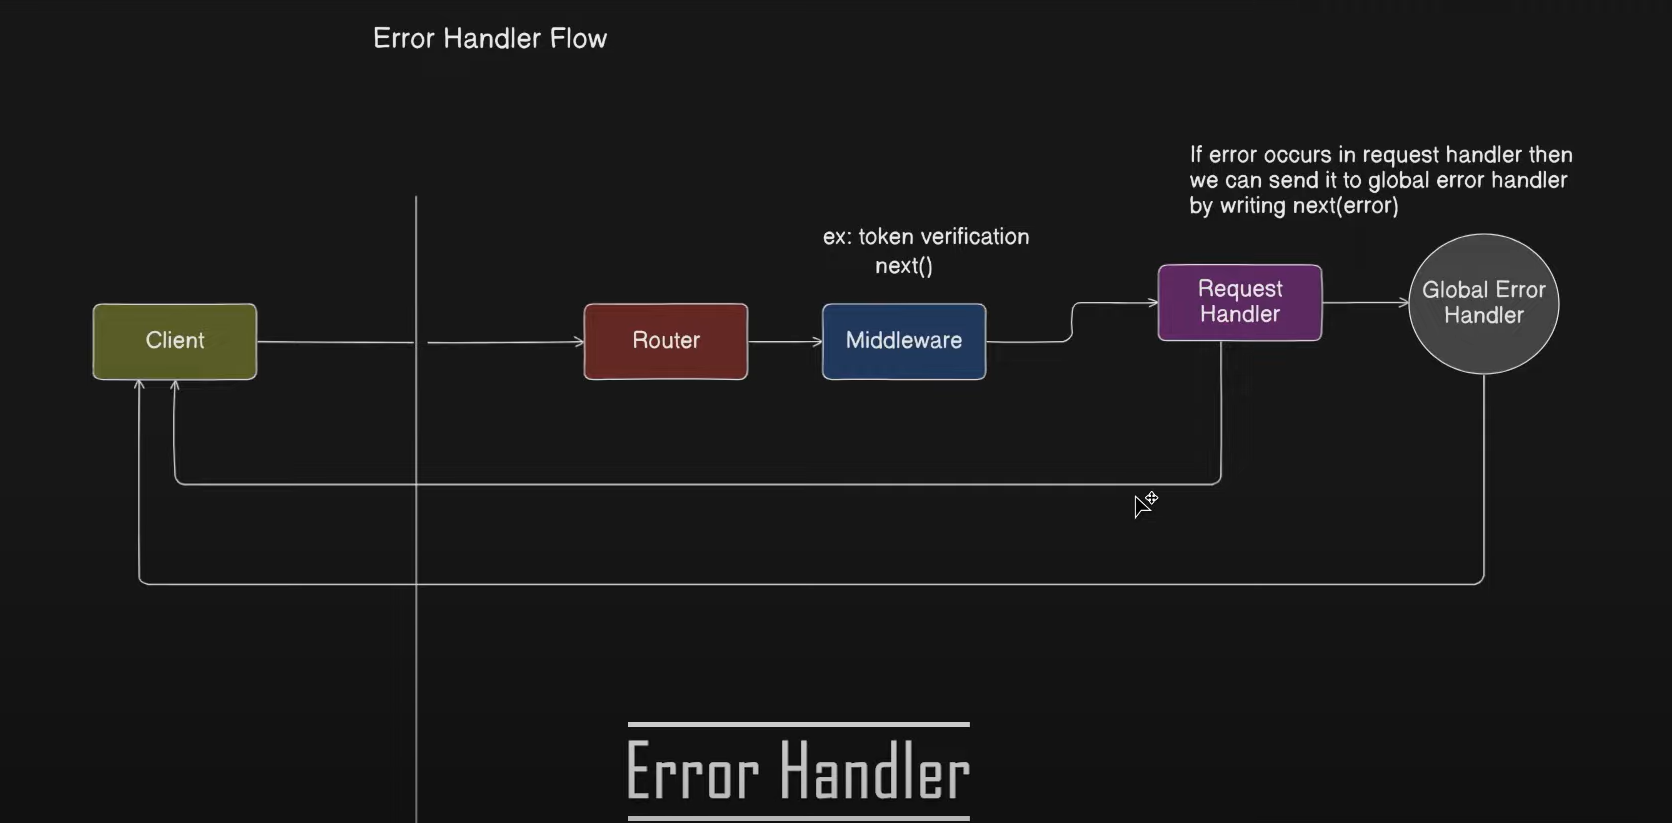 Error Handler Flow
If error occurs in request handler then
we can send it to global error handler
by writing next(error)
ex: token verification
next()
Client
Router
Middleware
Request
Handler
Global Error
Handler
Error Handler